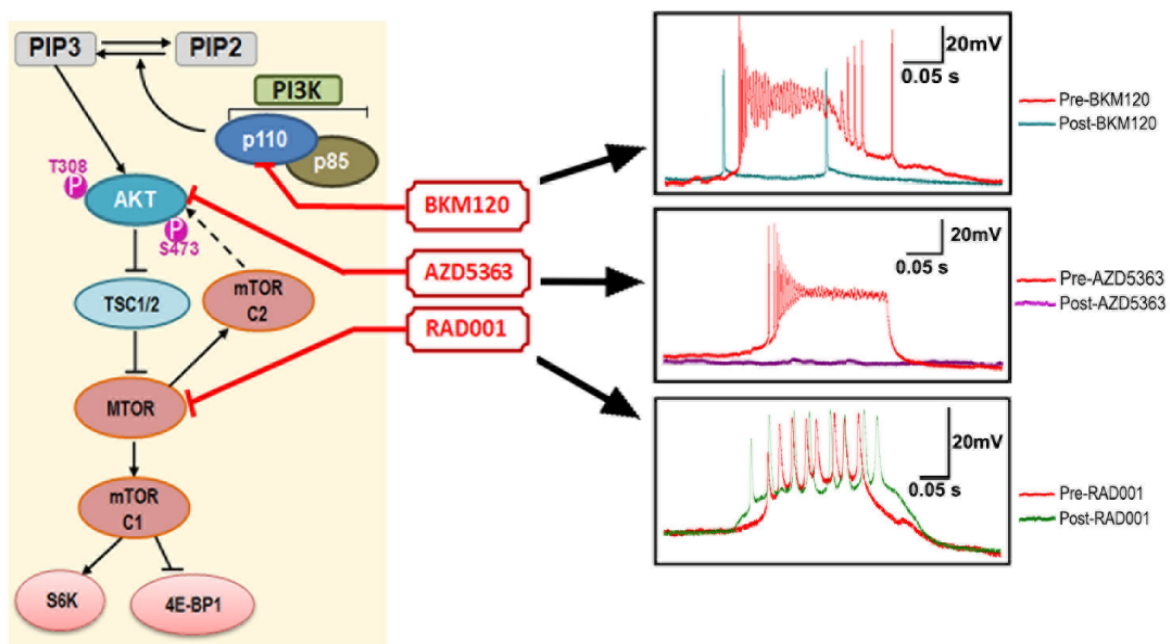 PIP3
PIP2
PI3K
p110
p85
T308
P
AKT
P
S473
TSC1/2
mTOR
C2
MTOR
mTOR
C1
S6K
4E-BP1
BKM120
AZD5363
RAD001
20mV
0.05 s
Pre-BKM120
Post-BKM120
20mV
0.05 s
Pre-AZD5363
Post-AZD5363
20mV
0.05 s
Pre-RAD001
Post-RAD001